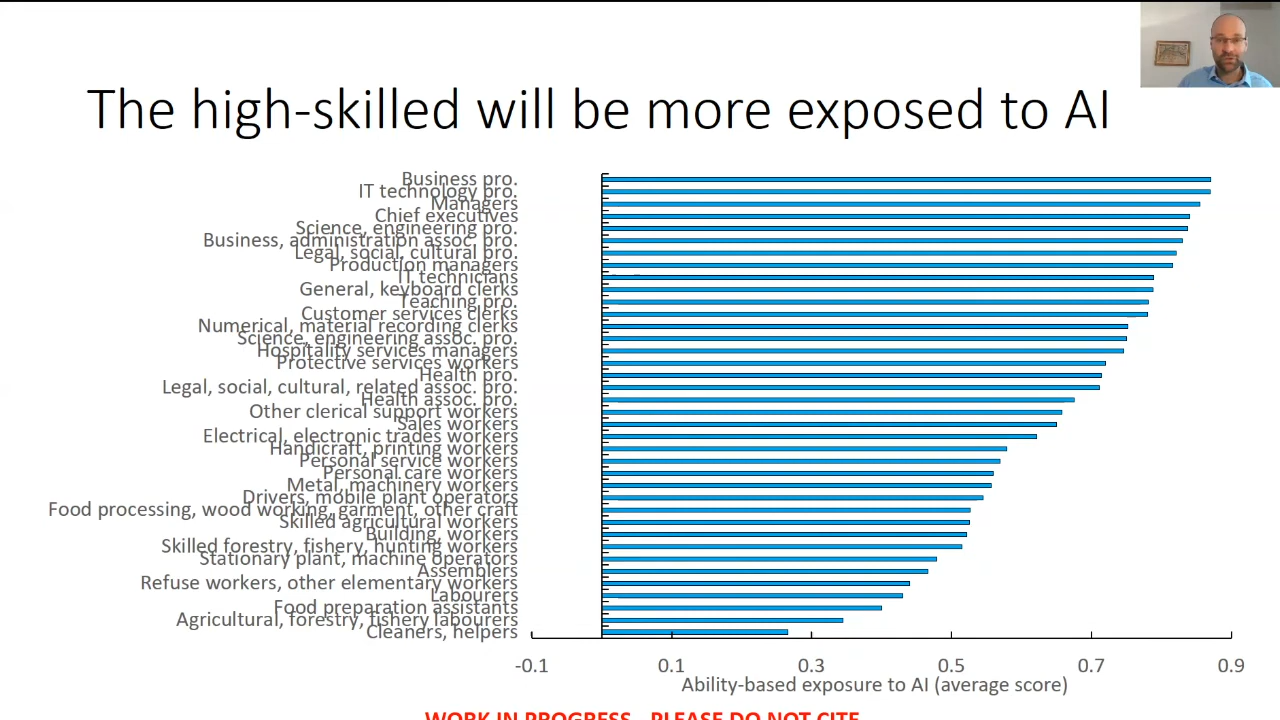 The high-skilled will be more exposed to AI
Business pro.
IT technology pro.
Managers
Chief executives
Science, engineering pro.
Business, administration assoc. pro.
Legal, social, cultural pro.
Production managers
IT technicians
General, keyboard clerks
Teaching pro.
Customer services clerks
Numerical, material recording clerks
Science, engineering assoc. pro.
Hospitality services managers
Protective services workers
Health pro.
Legal, social, cultural, related assoc. pro.
Health assoc. pro.
Other clerical support workers
Sales workers
Electrical, electronic trades workers
Handicraft, printing workers
Personal service workers
Personal care workers
Metal, machinery workers
Drivers, mobile plant operators
Food processing, wood working, garment, other craft
Skilled agricultural workers
Building, workers
Skilled forestry, fishery, hunting workers
Stationary plant, machine operators
Assemblers
Refuse workers, other elementary workers
Labourers
Food preparation assistants
Agricultural, forestry, fishery labourers
Cleaners, helpers
-0.1 0.1 0.3 0.5 0.7 0.9
Ability-based exposure to AI (average score)
WORK IN PROGRESS - PLEASE DO NOT CITE